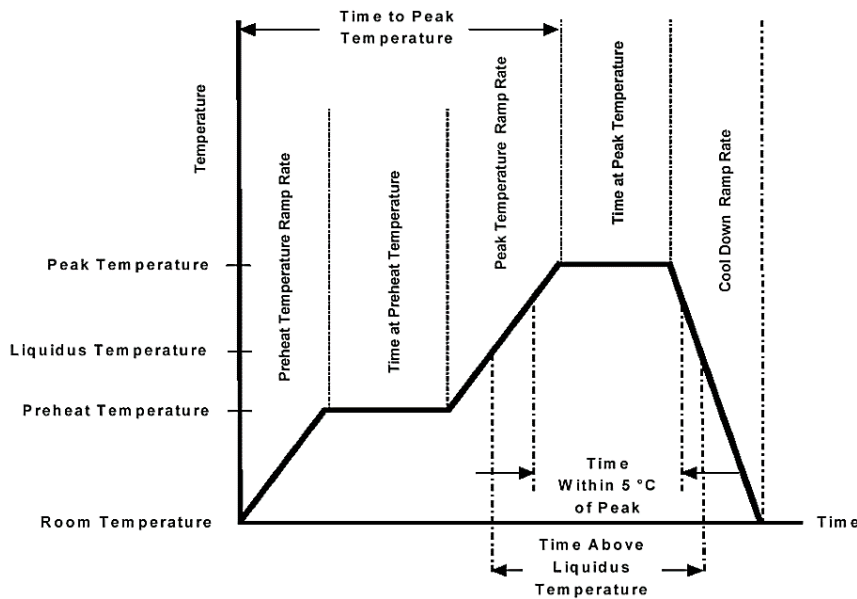 Time to Peak
Temperature
Temperature
Preheat Temperature Ramp Rate
Time at Preheat Temperature
Peak Temperature Ramp Rate
Time at Peak Temperature
Cool Down Ramp Rate
Peak Temperature
Liquidus Temperature
Preheat Temperature
Room Temperature
Time
Within 5 °C
of Peak
Time
Time Above
Liquidus
Temperature